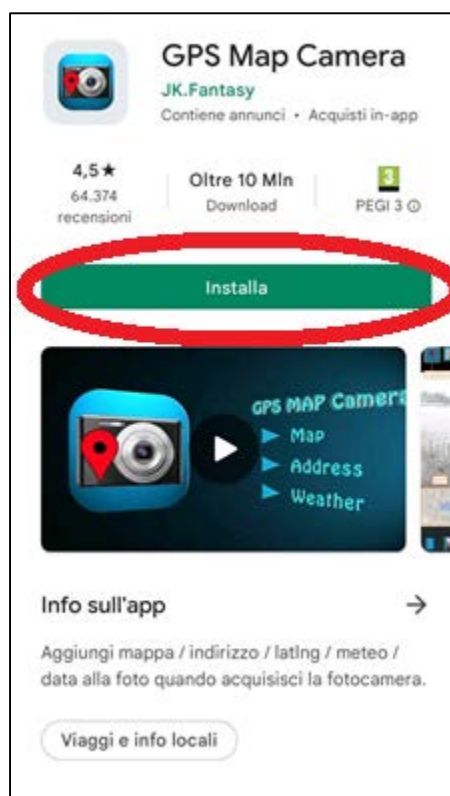 GPS Map Camera
JK.Fantasy
Contiene annunci • Acquisti in-app
4,5★
64.374
recensioni
Oltre 10 Mln
Download
3
PEGI 3
Installa
GPS MAP Camera
Map
Address
Weather
Info sull'app
Aggiungi mappa / indirizzo / latlng / meteo /
data alla foto quando acquisisci la fotocamera.
Viaggi e info locali